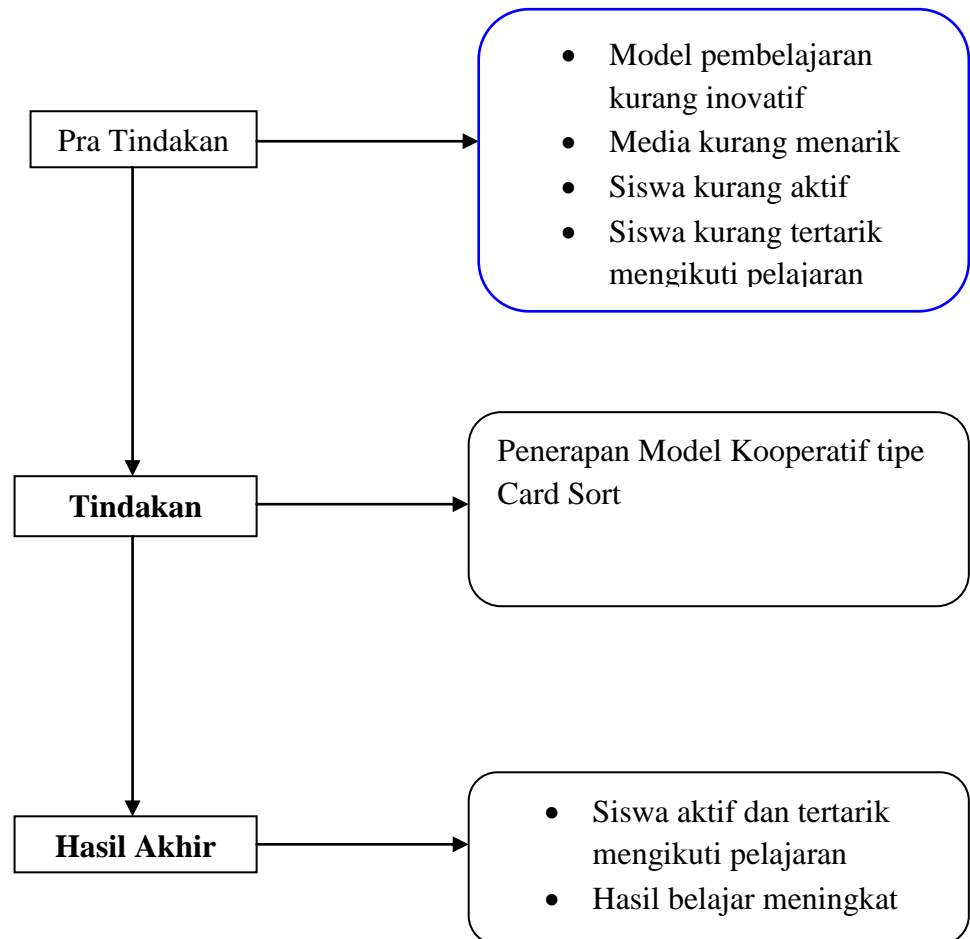 Pra Tindakan
• Model pembelajaran
kurang inovatif
• Media kurang menarik
• Siswa kurang aktif
• Siswa kurang tertarik
mengikuti pelajaran
Tindakan
Penerapan Model Kooperatif tipe
Card Sort
Hasil Akhir
• Siswa aktif dan tertarik
mengikuti pelajaran
• Hasil belajar meningkat